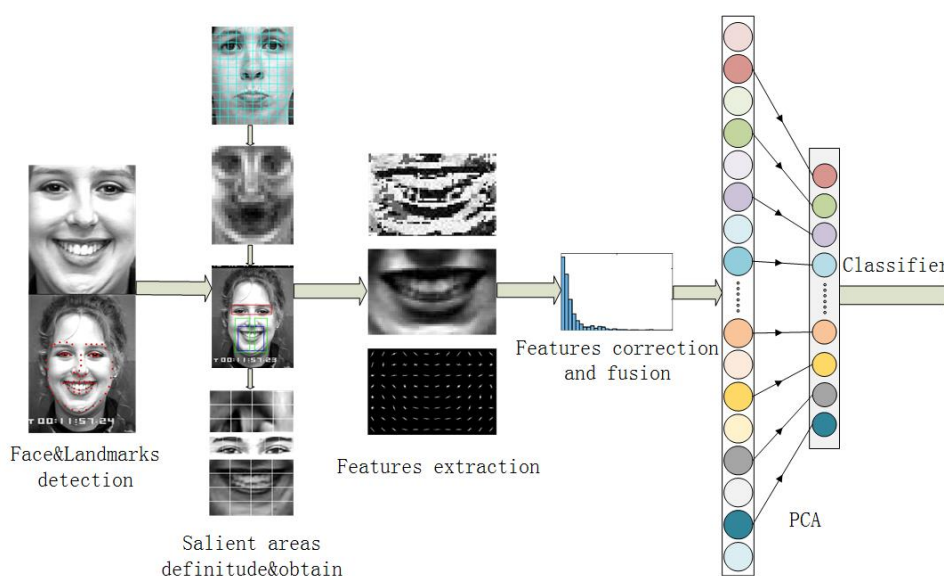 Face&Landmarks
detection
Salient areas
definitude&obtain
Features extraction
Features correction
and fusion
PCA
Classifier